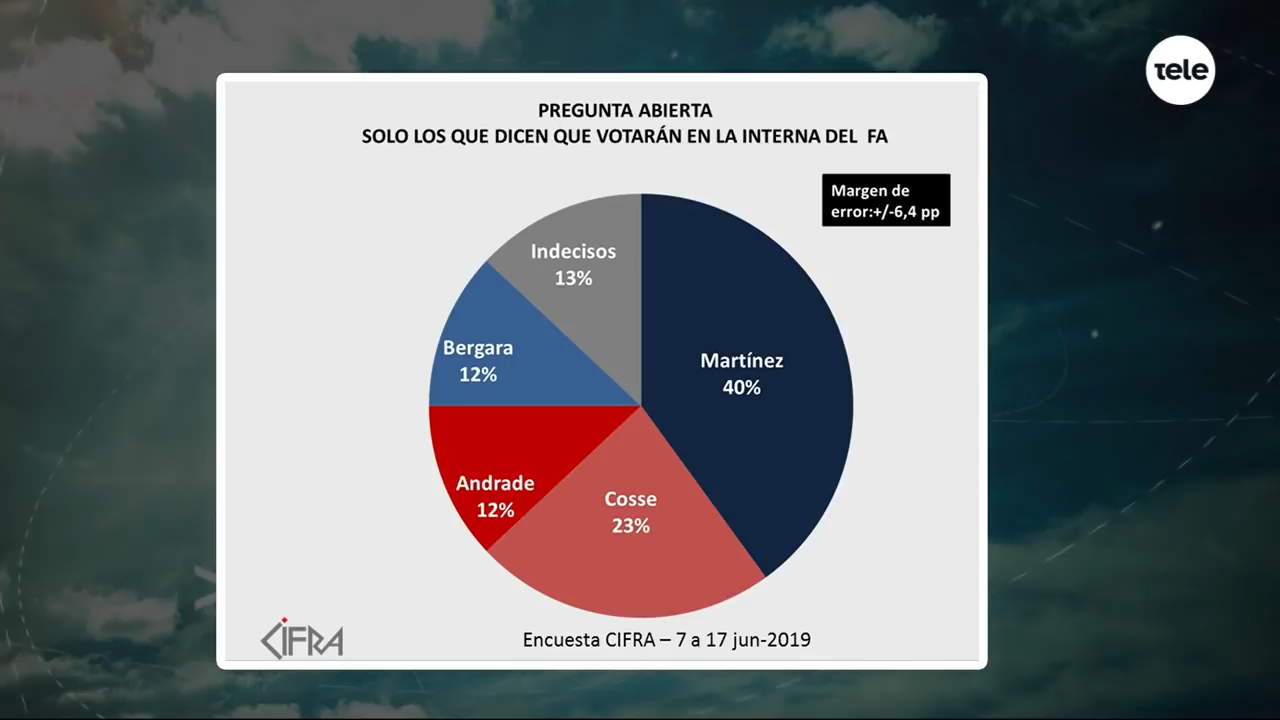 tele
PREGUNTA ABIERTA
SOLO LOS QUE DICEN QUE VOTARÁN EN LA INTERNA DEL FA
Margen de
error:+/-6,4 pp
Indecisos
13%
Bergara
12%
Martínez
40%
Andrade
12%
Cosse
23%
CIFRA
Encuesta CIFRA – 7 a 17 jun-2019